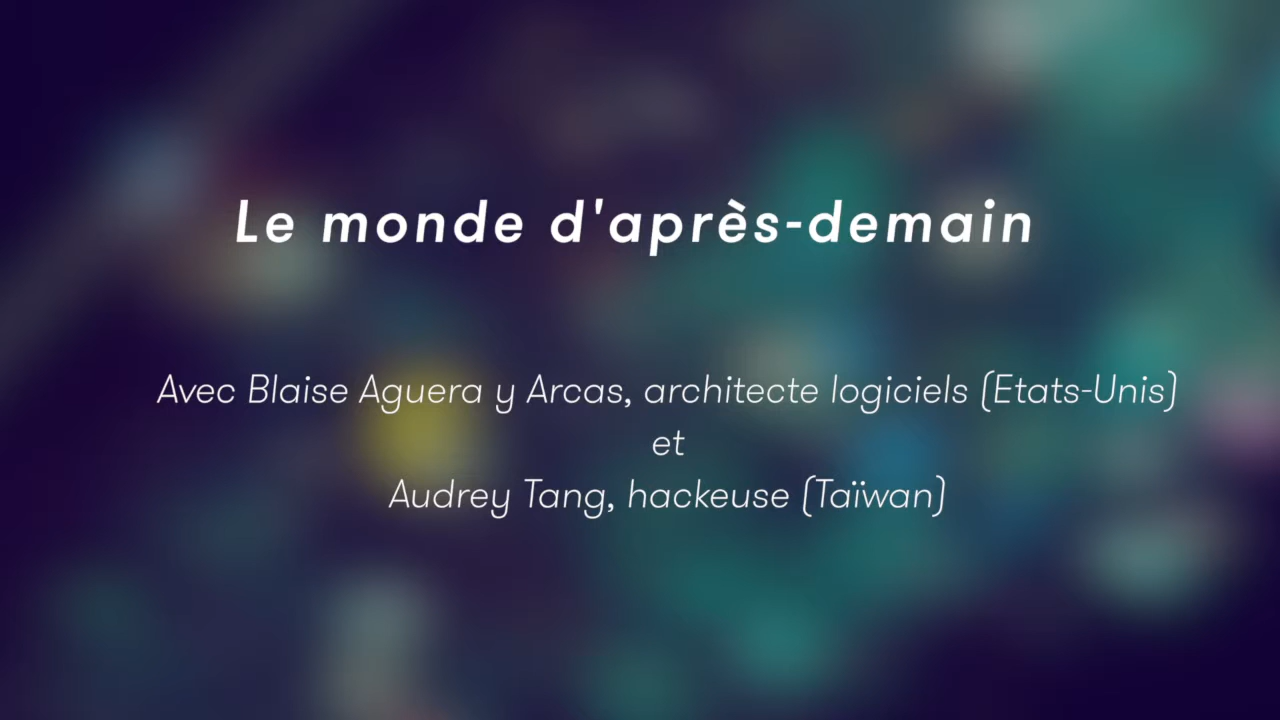 Le monde d'après-demain
Avec Blaise Aguera y Arcas, architecte logiciels (Etats-Unis)
et
Audrey Tang, hackeuse (Taïwan)